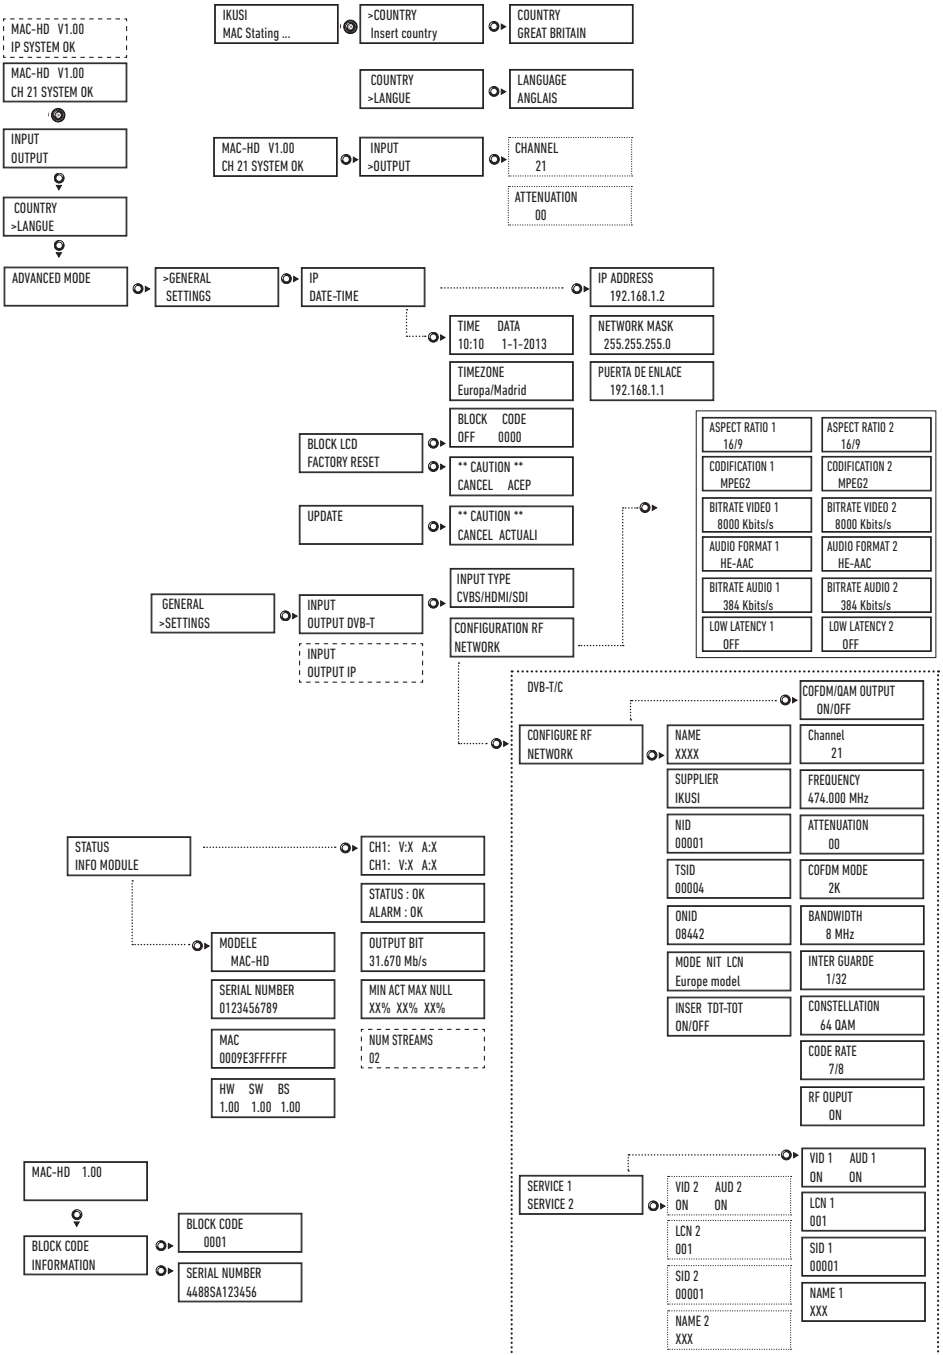 IKUSI
MAC Stating ...
>COUNTRY
Insert country
COUNTRY
GREAT BRITAIN
MAC-HD V1.00
IP SYSTEM OK
MAC-HD V1.00
CH 21 SYSTEM OK
COUNTRY
>LANGUE
LANGUAGE
ANGLAIS
INPUT
OUTPUT
MAC-HD V1.00
CH 21 SYSTEM OK
INPUT
>OUTPUT
CHANNEL
21
ATTENUATION
00
COUNTRY
>LANGUE
ADVANCED MODE
>GENERAL
SETTINGS
IP
DATE-TIME
IP ADDRESS
192.168.1.2
TIME DATA
10:10 1-1-2013
NETWORK MASK
255.255.255.0
TIMEZONE
Europa/Madrid
PUERTA DE ENLACE
192.168.1.1
BLOCK LCD
FACTORY RESET
BLOCK CODE
OFF 0000
** CAUTION **
CANCEL ACEP
UPDATE
** CAUTION **
CANCEL ACTUALI
ASPECT RATIO 1
16/9
ASPECT RATIO 2
16/9
CODIFICATION 1
MPEG2
CODIFICATION 2
MPEG2
BITRATE VIDEO 1
8000 Kbits/s
BITRATE VIDEO 2
8000 Kbits/s
AUDIO FORMAT 1
HE-AAC
AUDIO FORMAT 2
HE-AAC
BITRATE AUDIO 1
384 Kbits/s
BITRATE AUDIO 2
384 Kbits/s
LOW LATENCY 1
OFF
LOW LATENCY 2
OFF
GENERAL
>SETTINGS
INPUT
OUTPUT DVB-T
INPUT TYPE
CVBS/HDMI/SDI
CONFIGURATION RF
NETWORK
INPUT
OUTPUT IP
DVB-T/C
COFDM/QAM OUTPUT
ON/OFF
CONFIGURE RF
NETWORK
NAME
XXXX
Channel
21
SUPPLIER
IKUSI
FREQUENCY
474.000 MHz
NID
00001
ATTENUATION
00
TSID
00004
COFDM MODE
2K
ONID
08442
BANDWIDTH
8 MHz
MODE NIT LCN
Europe model
INTER GUARDE
1/32
INSER TDT-TOT
ON/OFF
CONSTELLATION
64 QAM
CODE RATE
7/8
RF OUPUT
ON
STATUS
INFO MODULE
CH1: V:X A:X
CH1: V:X A:X
STATUS : OK
ALARM : OK
MODELE
MAC-HD
OUTPUT BIT
31.670 Mb/s
SERIAL NUMBER
0123456789
MIN ACT MAX NULL
XX% XX% XX%
MAC
0009E3FFFFFF
NUM STREAMS
02
HW SW BS
1.00 1.00 1.00
SERVICE 1
SERVICE 2
VID 1 AUD 1
ON ON
VID 2 AUD 2
ON ON
LCN 1
001
LCN 2
001
SID 1
00001
SID 2
00001
NAME 1
XXX
NAME 2
XXX
MAC-HD 1.00
BLOCK CODE
INFORMATION
BLOCK CODE
0001
SERIAL NUMBER
4488SA123456